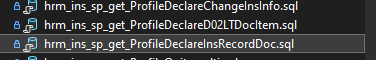 hrm_ins_sp_get_ProfileDeclareChangeInsInfo.sql
hrm_ins_sp_get_ProfileDeclareD02LTDocItem.sql
hrm_ins_sp_get_ProfileDeclareInsRecordDoc.sql